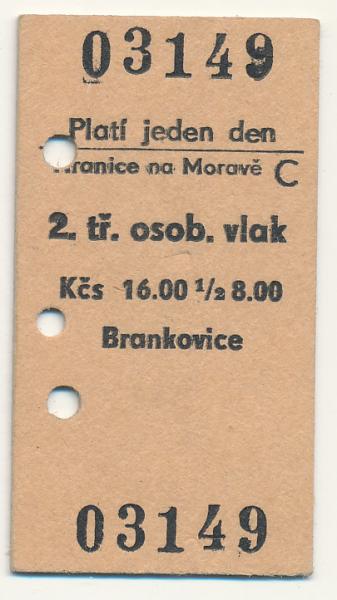 03149
Platí jeden den
Hranice na Moravě C
2. tř. osob. vlak
Kčs 16.00 ½ 8.00
Brankovice
03149